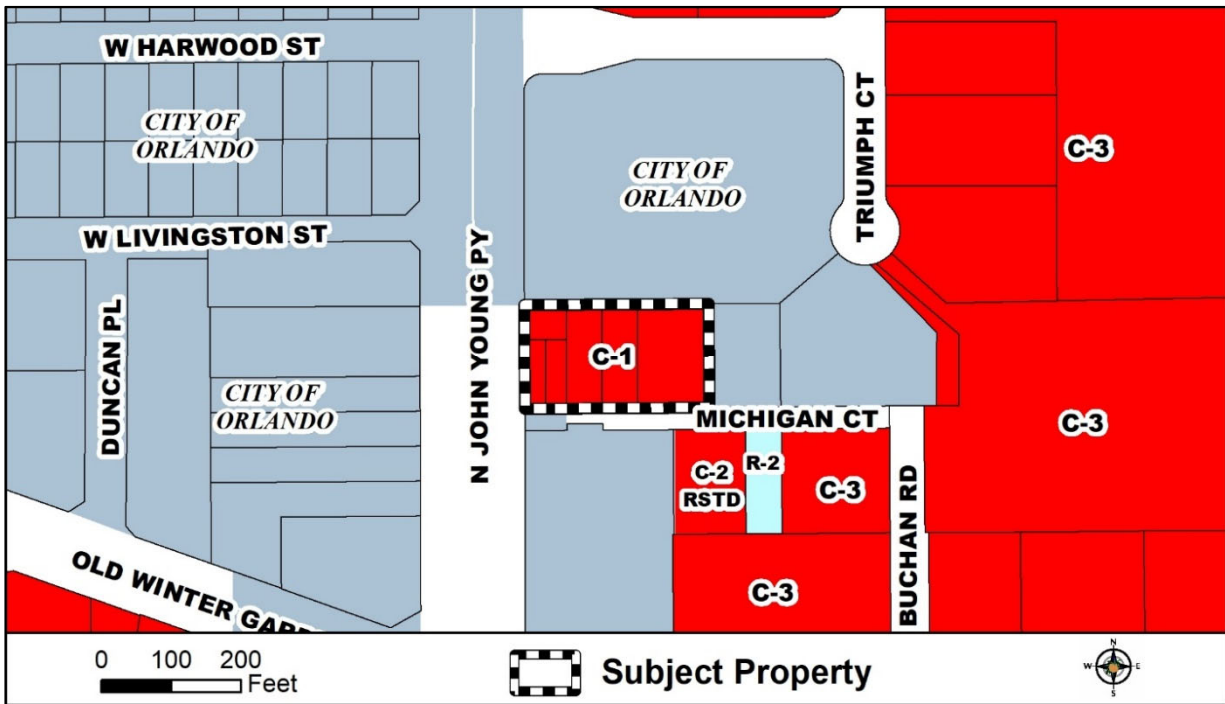 W HARWOOD ST
CITY OF
ORLANDO
CITY OF
ORLANDO
TRIUMPH CT
C-3
W LIVINGSTON ST
N JOHN YOUNG PY
DUNCAN PL
C-1
CITY OF
ORLANDO
MICHIGAN CT
C-3
C-2
RSTD
R-2
C-3
BUCHAN RD
OLD WINTER
C-3
0 100 200
Feet
Subject Property
N
W E
S